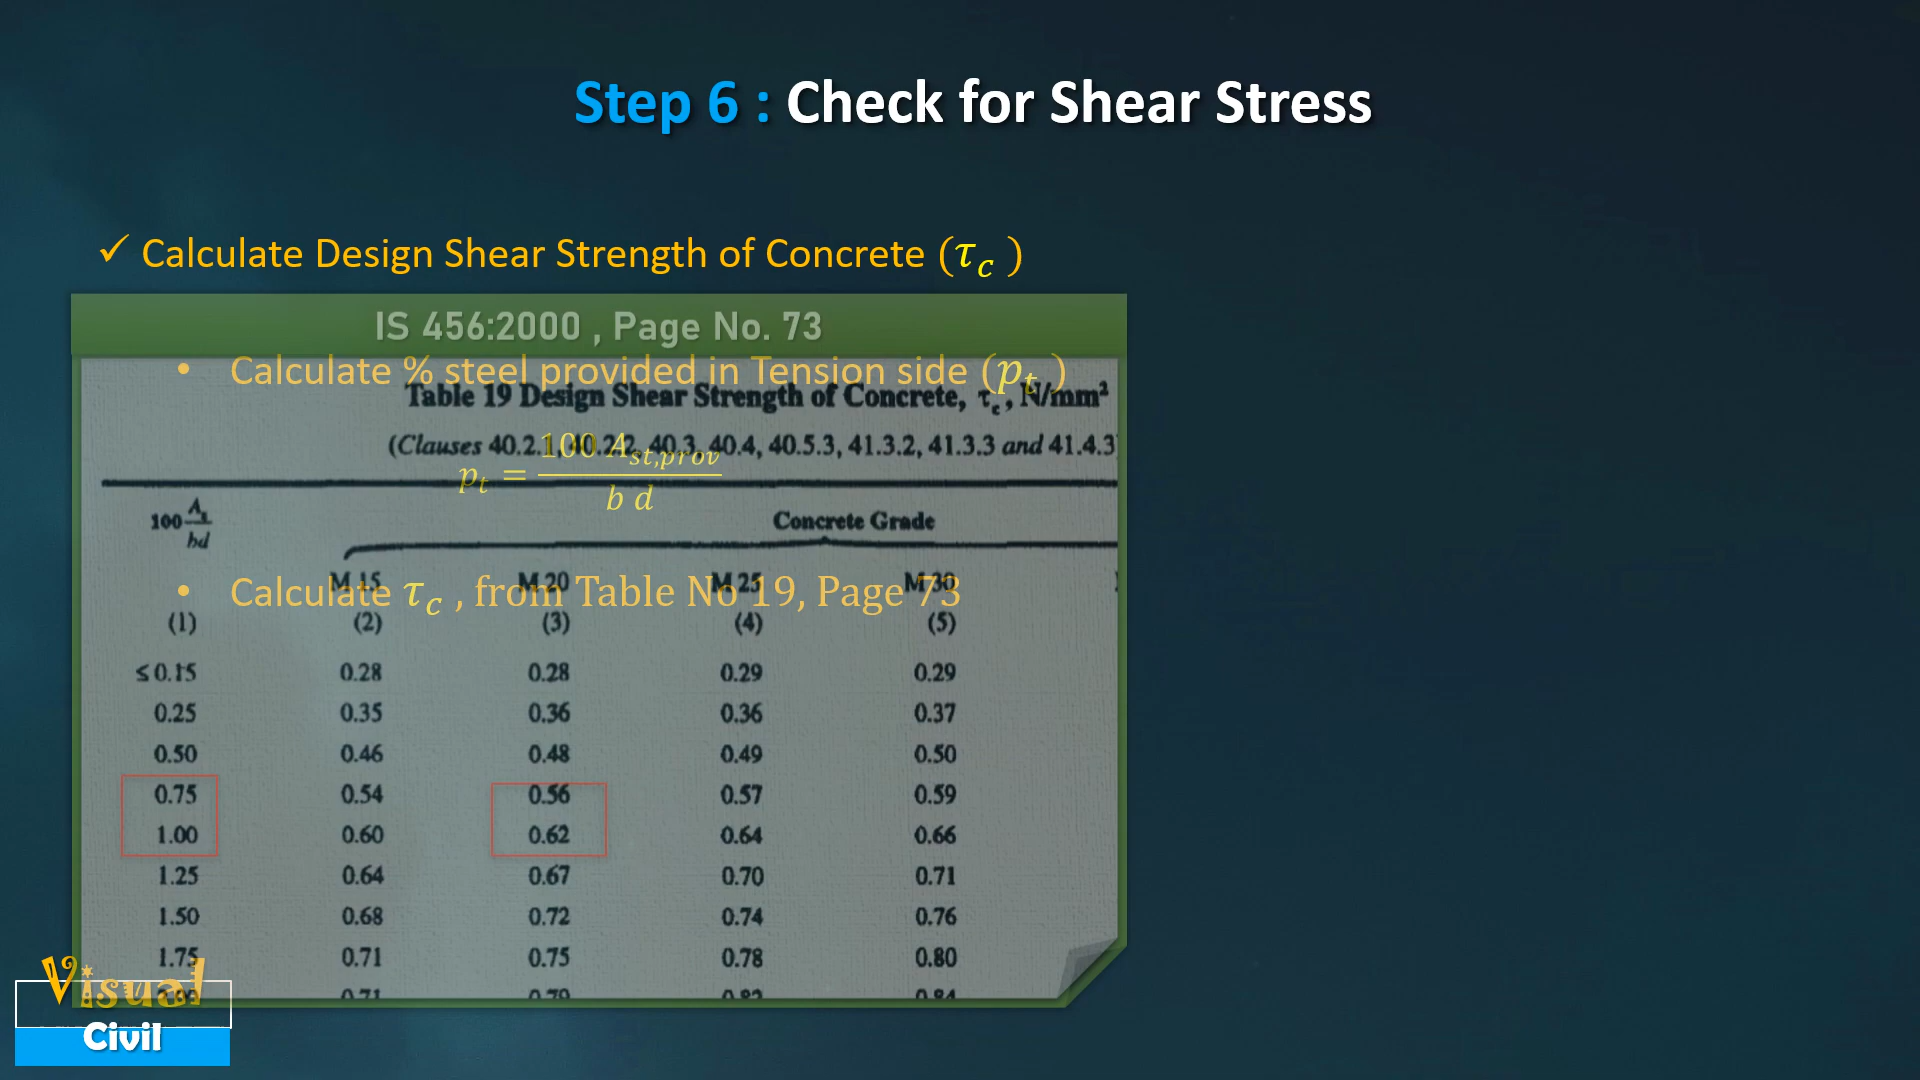 Step 6 : Check for Shear Stress
✓ Calculate Design Shear Strength of Concrete (τc )
IS 456:2000 , Page No. 73
• Calculate % steel provided in Tension side (pt )
Table 19 Design Shear Strength of Concrete, τc, N/mm²
(Clauses 40.2.1, 40.2.2, 40.3, 40.4, 40.5.3, 41.3.2, 41.3.3 and 41.4.3
pt = 100 Ast,prov / b d
100 As/bd Concrete Grade
• Calculate τc , from Table No 19, Page 73
M 15 M 20 M 25 M 30
(1) (2) (3) (4) (5)
≤ 0.15 0.28 0.28 0.29 0.29
0.25 0.35 0.36 0.36 0.37
0.50 0.46 0.48 0.49 0.50
0.75 0.54 0.56 0.57 0.59
1.00 0.60 0.62 0.64 0.66
1.25 0.64 0.67 0.70 0.71
1.50 0.68 0.72 0.74 0.76
1.75 0.71 0.75 0.78 0.80
0.71 0.79 0.82 0.84
Visual
Civil